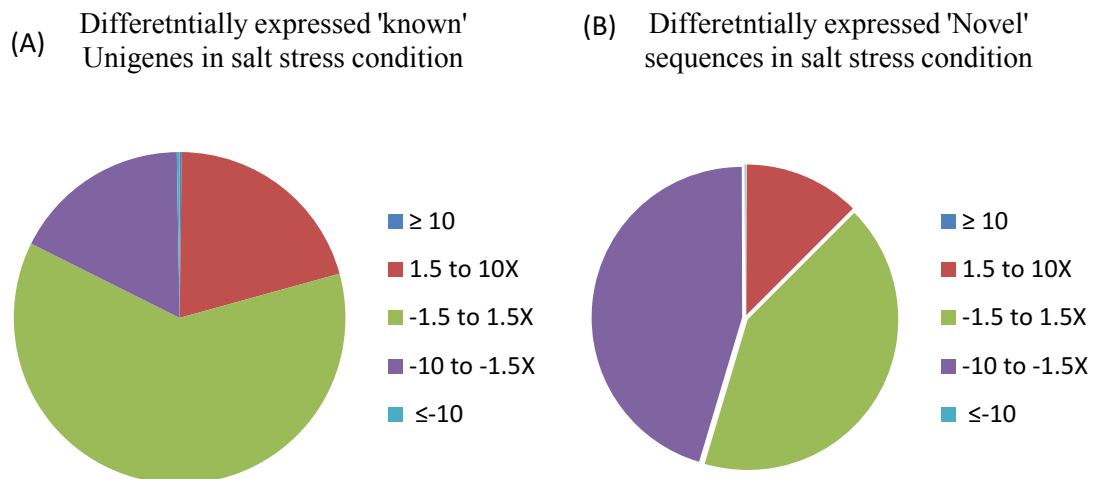 (A)
Differetntially expressed 'known'
Unigenes in salt stress condition
≥ 10
1.5 to 10X
-1.5 to 1.5X
-10 to -1.5X
≤-10
(B)
Differetntially expressed 'Novel'
sequences in salt stress condition
≥ 10
1.5 to 10X
-1.5 to 1.5X
-10 to -1.5X
≤-10